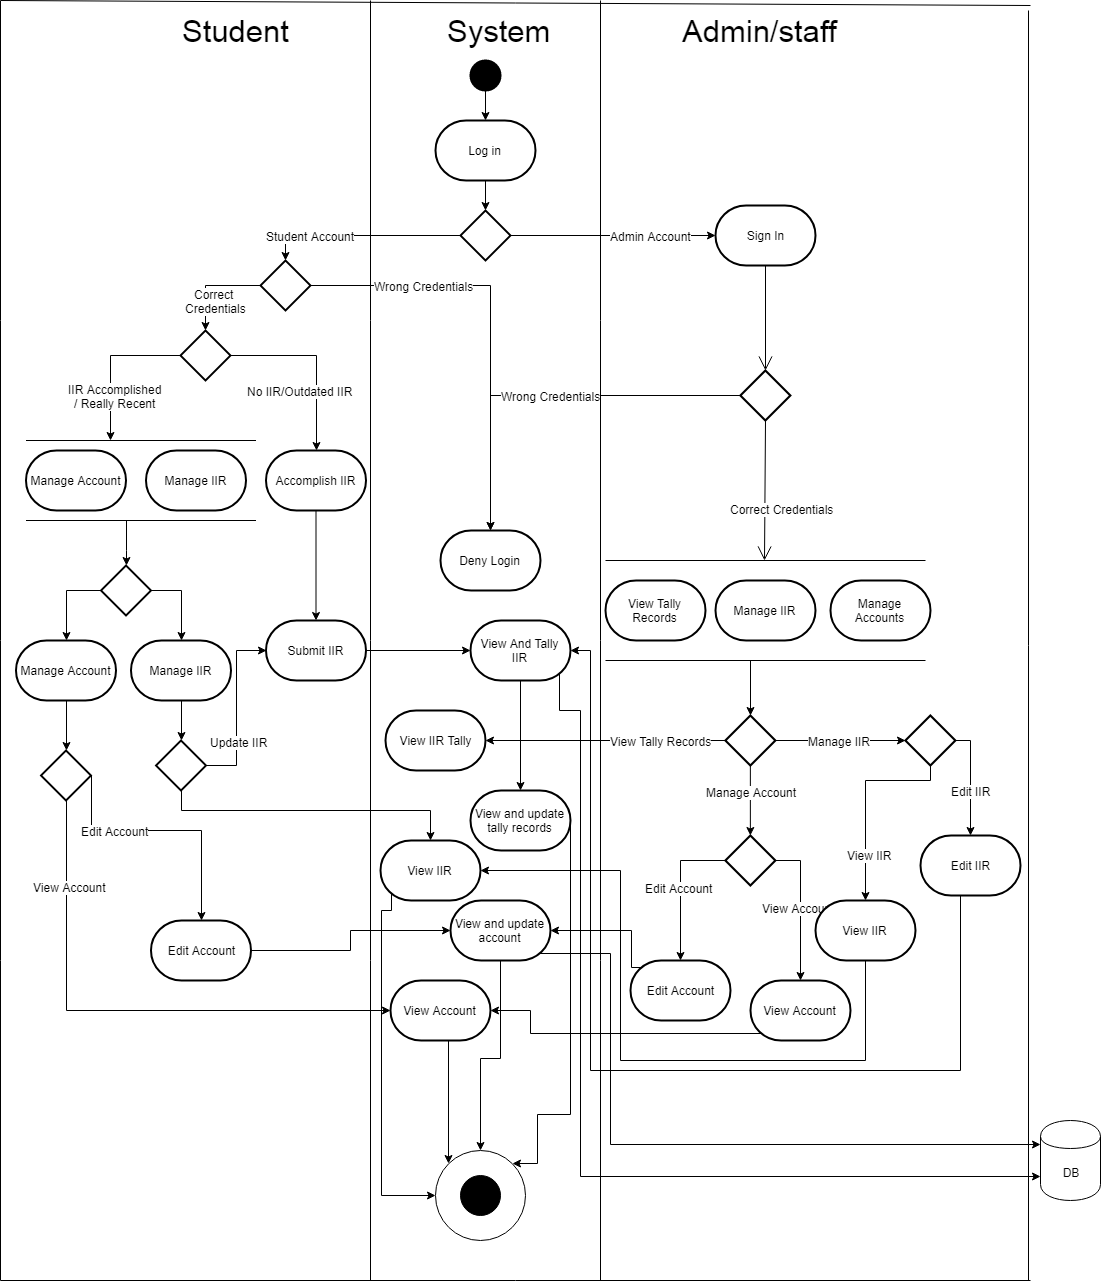 Student
System
Admin/staff
Log in
Student Account
Admin Account
Sign In
Wrong Credentials
Correct
Credentials
IIR Accomplished
/ Really Recent
No IIR/Outdated IIR
Wrong Credentials
Manage Account
Manage IIR
Accomplish IIR
Correct Credentials
Deny Login
View Tally
Records
Manage IIR
Manage
Accounts
Manage Account
Manage IIR
Submit IIR
View And Tally
IIR
Update IIR
View IIR Tally
View Tally Records
Manage IIR
Manage Account
Edit IIR
View and update
tally records
Edit Account
View IIR
Edit IIR
View IIR
View Account
Edit Account
View Accou
View and update
account
View IIR
Edit Account
Edit Account
View Account
View Account
DB